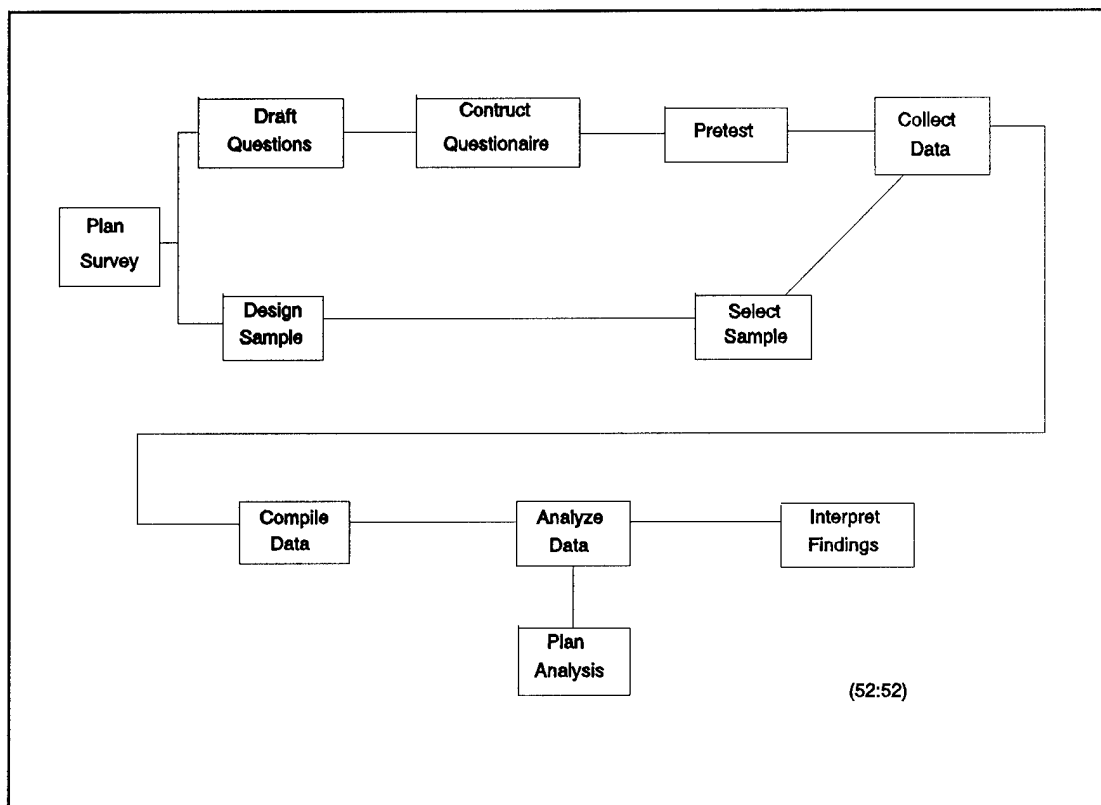 Draft
Questions
Contruct
Questionaire
Pretest
Collect
Data
Plan
Survey
Design
Sample
Select
Sample
Compile
Data
Analyze
Data
Interpret
Findings
Plan
Analysis
(52:52)